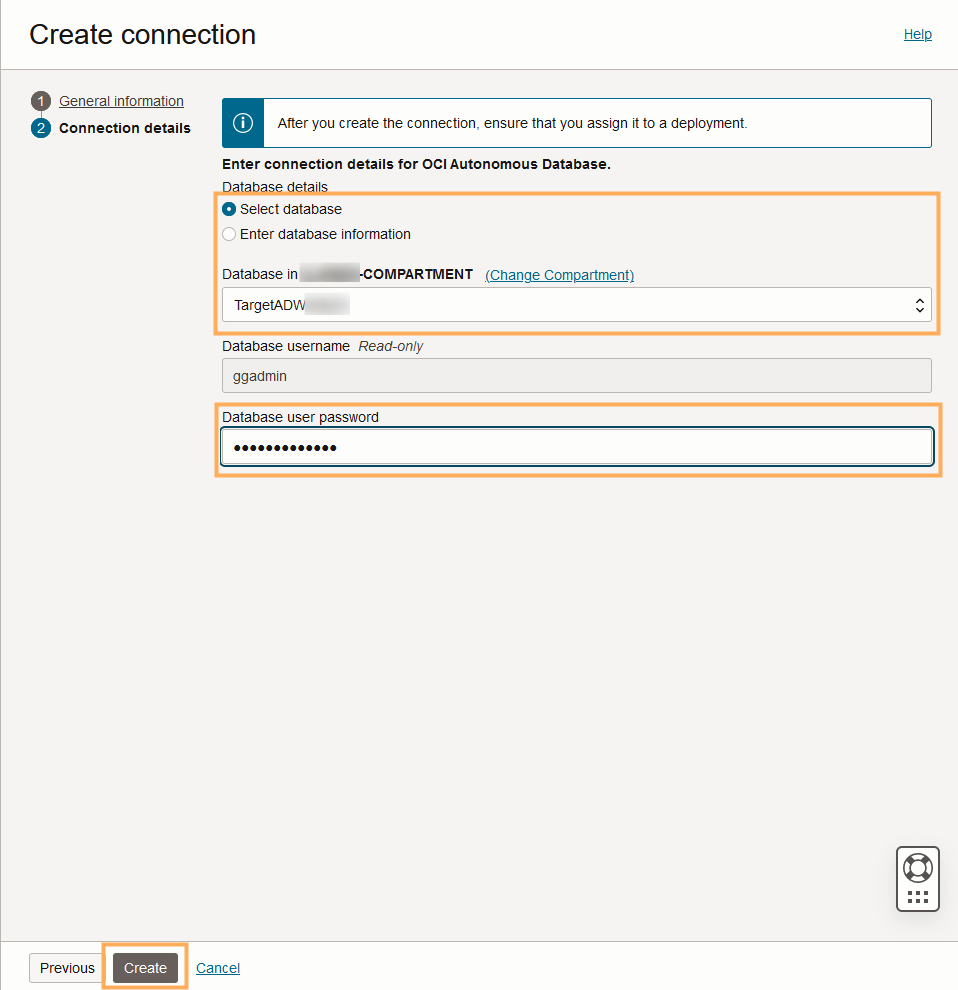 Create connection
Help
1 General information
2 Connection details
After you create the connection, ensure that you assign it to a deployment.
Enter connection details for OCI Autonomous Database.
Database details
Select database
Enter database information
Database in -COMPARTMENT (Change Compartment)
TargetADW
Database username Read-only
ggadmin
Database user password
•••••••••••••
Previous Create Cancel